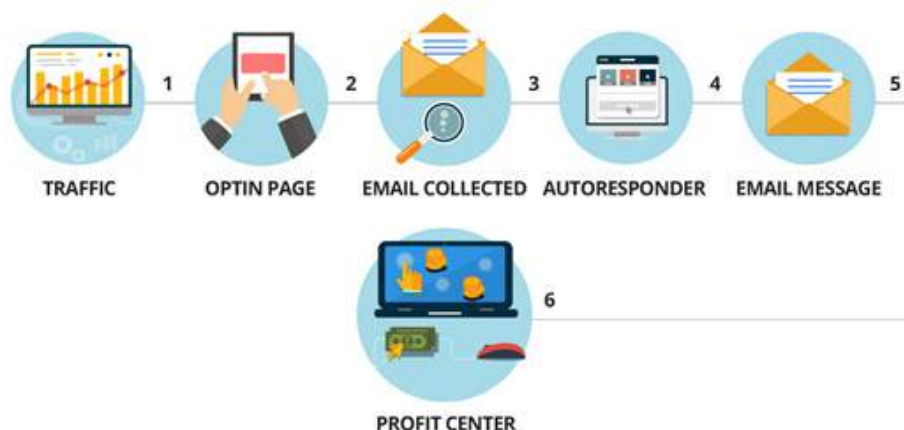 1
2
3
4
5
TRAFFIC
OPTIN PAGE
EMAIL COLLECTED
AUTORESPONDER
EMAIL MESSAGE
6
PROFIT CENTER